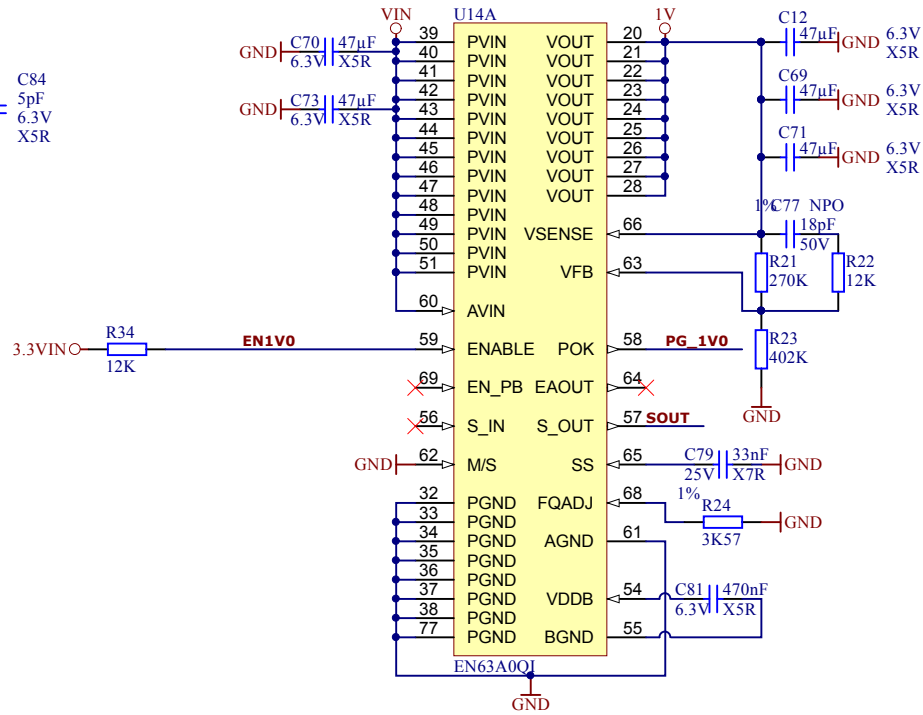 VIN
U14A
1V
C84
5pF
6.3V
X5R
GND
C70
47µF
6.3V
X5R
GND
C73
47µF
6.3V
X5R
39
PVIN
VOUT
20
40
PVIN
VOUT
21
41
PVIN
VOUT
22
42
PVIN
VOUT
23
43
PVIN
VOUT
24
44
PVIN
VOUT
25
45
PVIN
VOUT
26
46
PVIN
VOUT
27
47
PVIN
VOUT
28
48
PVIN
49
PVIN
VSENSE
66
50
PVIN
51
PVIN
VFB
63
60
AVIN
C12
47µF
GND
6.3V
X5R
C69
47µF
GND
6.3V
X5R
C71
47µF
GND
6.3V
X5R
1%
C77
NPO
18pF
50V
R21
270K
R22
12K
R23
402K
GND
3.3VIN
R34
12K
EN1V0
59
ENABLE
POK
58
PG_1V0
69
EN_PB
EAOUT
64
56
S_IN
S_OUT
57
SOUT
GND
62
M/S
SS
65
C79
33nF
25V
X7R
GND
32
PGND
FQADJ
68
1%
R24
3K57
GND
33
PGND
34
PGND
AGND
61
35
PGND
36
PGND
37
PGND
VDDB
54
C81
470nF
6.3V
X5R
38
PGND
77
PGND
BGND
55
EN63A0QI
GND